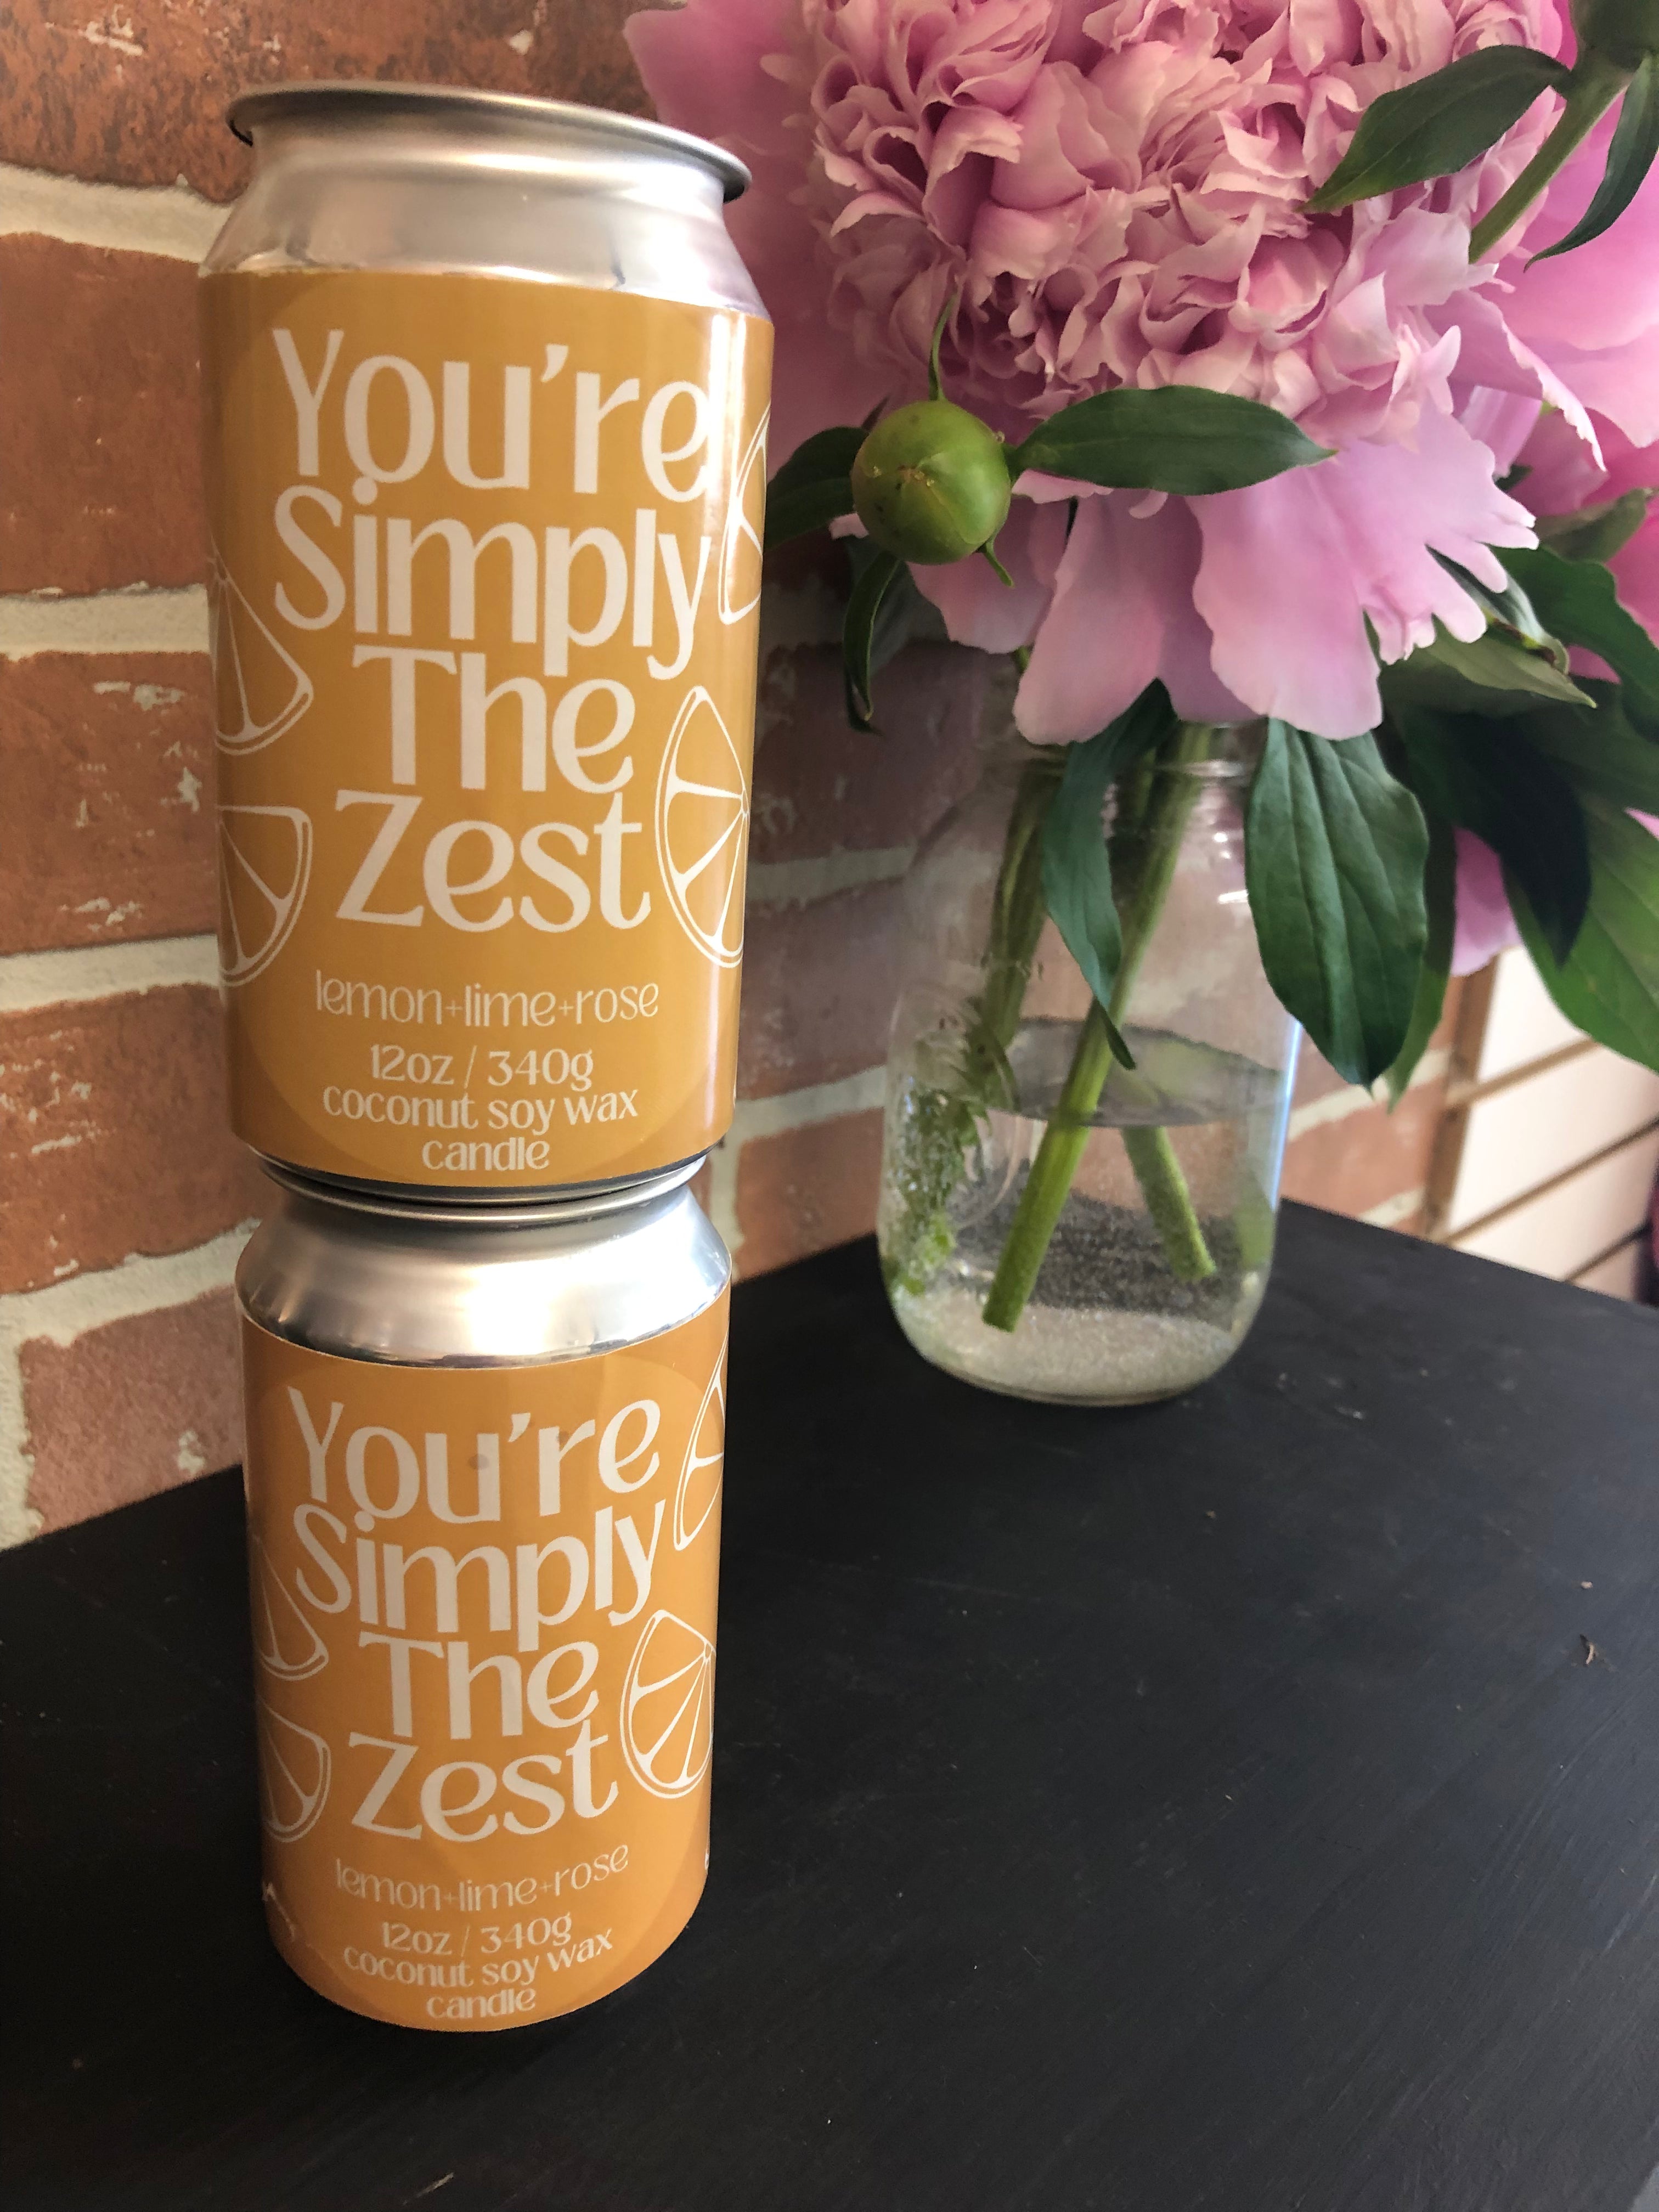 You're
Simply
The
Zest
lemon+lime+rose
12oz / 340g
coconut soy wax
candle
You're
Simply
The
Zest
lemon+lime+rose
12oz / 340g
coconut soy wax
candle